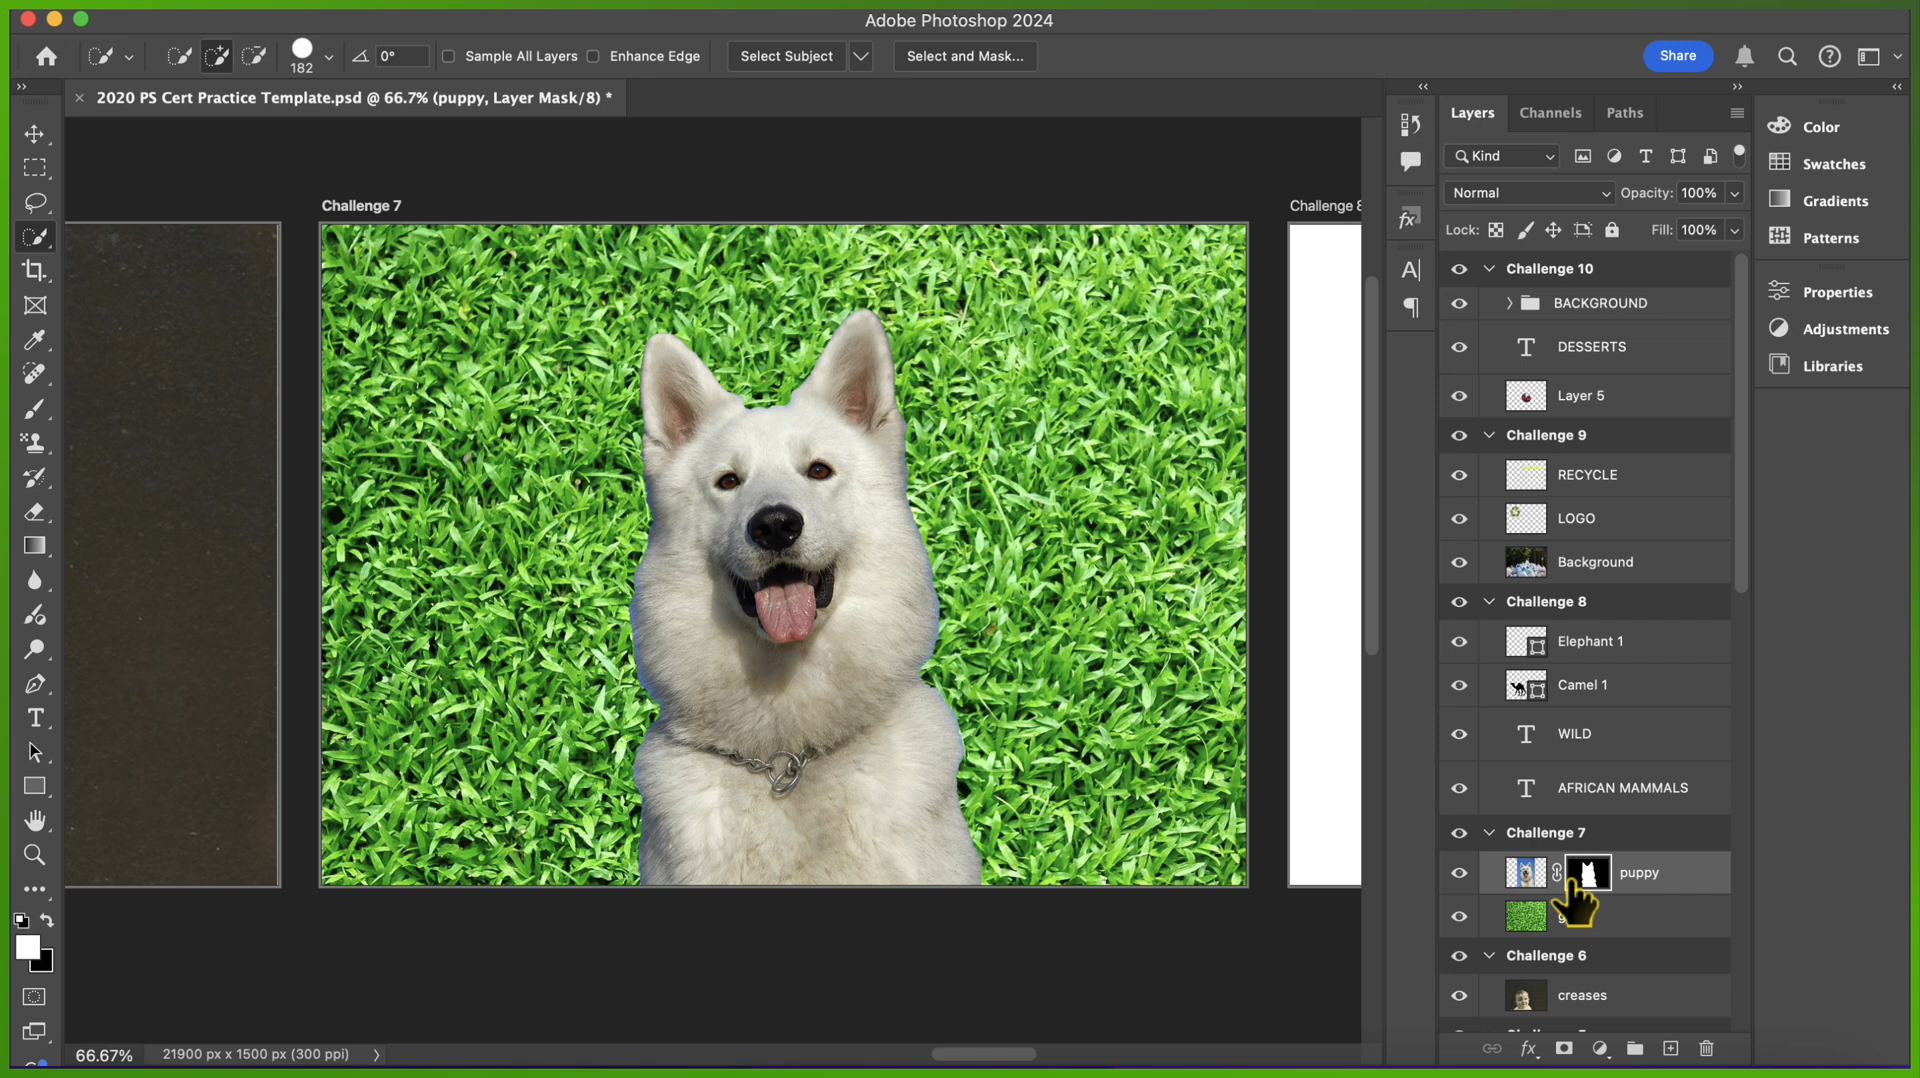 Adobe Photoshop 2024
182
0°
Sample All Layers
Enhance Edge
Select Subject
Select and Mask...
Share
2020 PS Cert Practice Template.psd @ 66.7% (puppy, Layer Mask/8) *
Challenge 7
Challenge 8
Layers
Channels
Paths
Kind
Normal
Opacity: 100%
Lock:
Fill: 100%
Challenge 10
BACKGROUND
DESSERTS
Layer 5
Challenge 9
RECYCLE
LOGO
Background
Challenge 8
Elephant 1
Camel 1
WILD
AFRICAN MAMMALS
Challenge 7
puppy
Challenge 6
creases
Color
Swatches
Gradients
Patterns
Properties
Adjustments
Libraries
66.67%
21900 px x 1500 px (300 ppi)